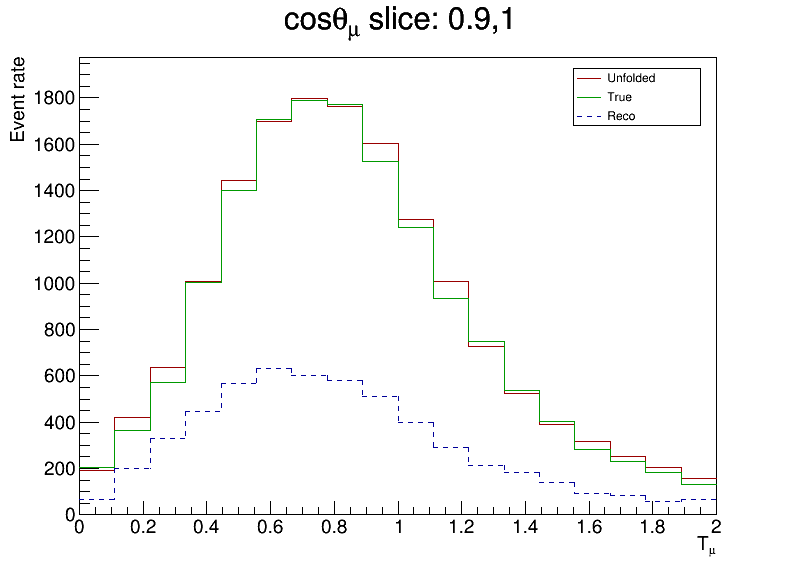 cosθμ slice: 0.9,1
Event rate
Unfolded
True
Reco
1800
1600
1400
1200
1000
800
600
400
200
0
0 0.2 0.4 0.6 0.8 1 1.2 1.4 1.6 1.8 2
Tμ